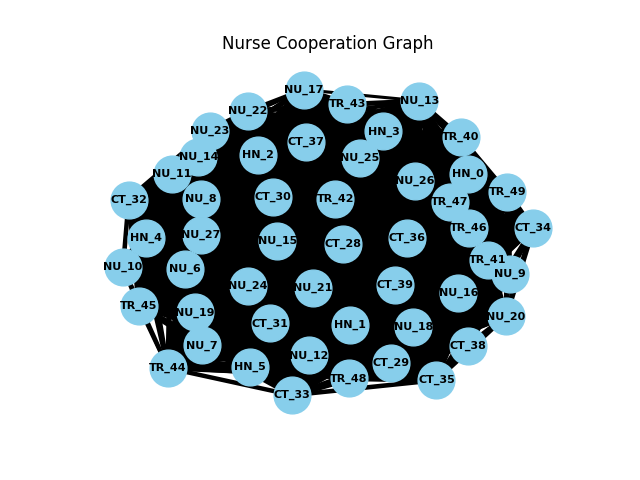 Nurse Cooperation Graph
NU_17
NU_13
TR_43
NU_22
NU_23
HN_3
TR_40
CT_37
NU_14
HN_2
NU_25
NU_11
HN_0
NU_26
TR_49
CT_32
NU_8
CT_30
TR_42
TR_47
TR_46
CT_34
HN_4
NU_27
NU_15
CT_28
CT_36
TR_41
NU_10
NU_6
NU_9
NU_24
NU_21
CT_39
NU_16
TR_45
NU_19
NU_20
CT_31
HN_1
NU_18
NU_7
CT_38
NU_12
TR_44
HN_5
CT_29
TR_48
CT_35
CT_33